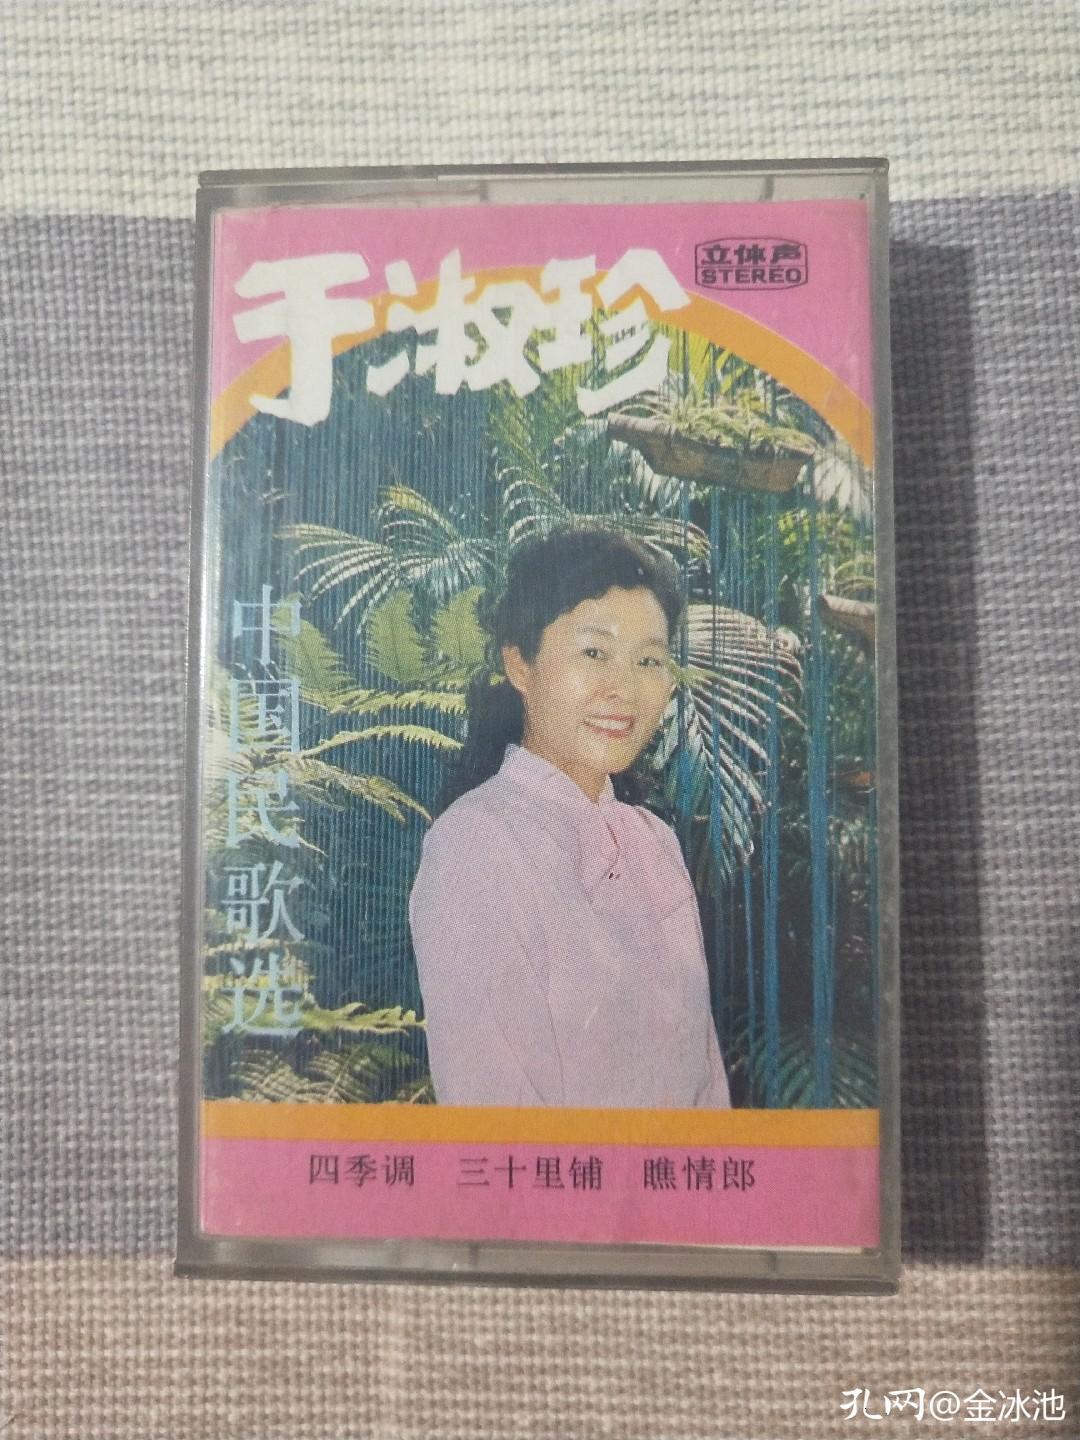 于淑珍
立体声
STEREO
中国民歌选
四季调 三十里铺 瞧情郎
孔网@金冰池